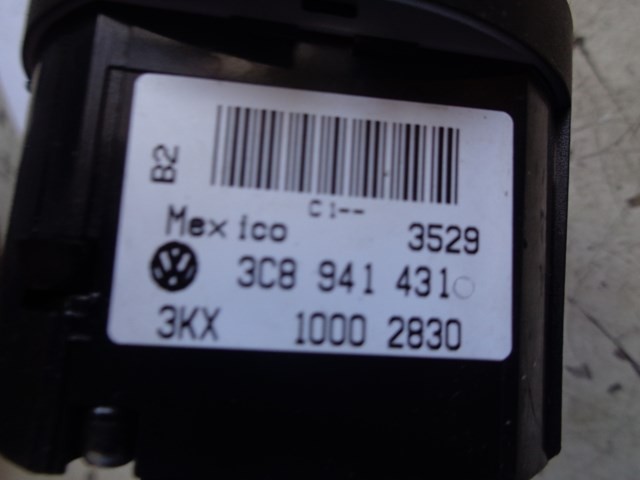 B2
C1--
Mexico 3529
3C8 941 431
3KX 1000 2830